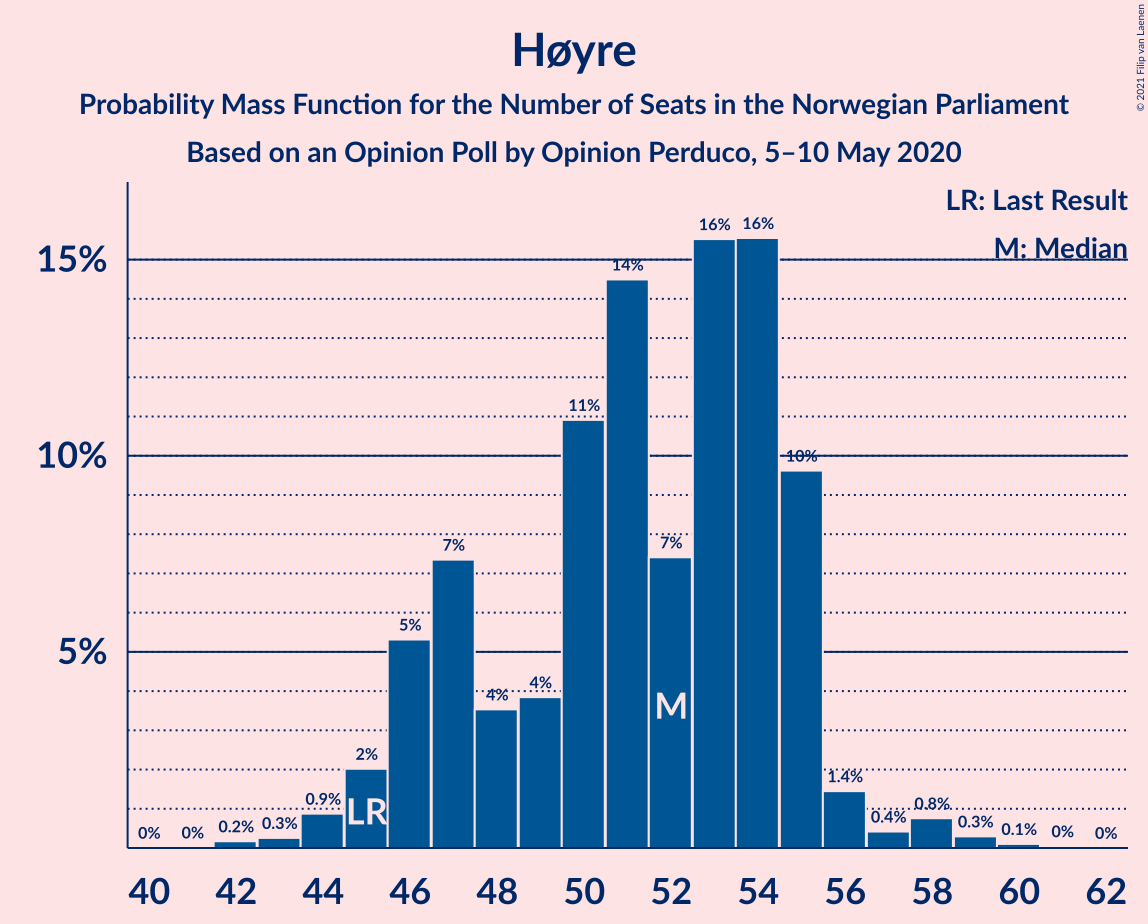 Høyre
Probability Mass Function for the Number of Seats in the Norwegian Parliament
Based on an Opinion Poll by Opinion Perduco, 5–10 May 2020
© 2021 Filip van Laenen
LR: Last Result
M: Median
15%
10%
5%
0% 0% 0.2% 0.3% 0.9% 2% 5% 7% 4% 4% 11% 14% 7% 16% 16% 10% 1.4% 0.4% 0.8% 0.3% 0.1% 0% 0%
LR
M
40 42 44 46 48 50 52 54 56 58 60 62